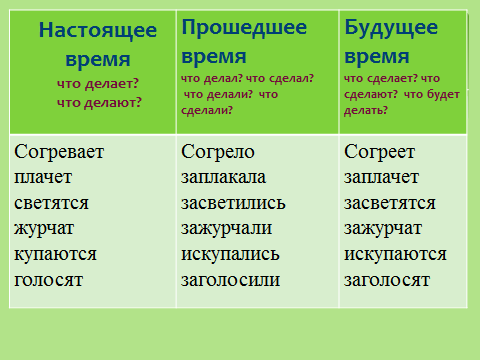 Настоящее
время
что делает?
что делают?
Прошедшее
время
что делал? что сделал?
что делали? что
сделали?
Будущее
время
что сделает? что
сделают? что будет
делать?
Согревает
плачет
светятся
журчат
купаются
голосят
Согрело
заплакала
засветились
зажурчали
искупались
заголосили
Согреет
заплачет
засветятся
зажурчат
искупаются
заголосят